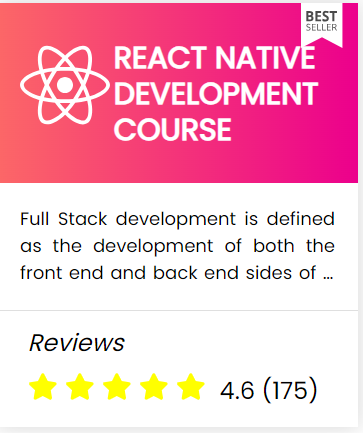 BEST
SELLER
REACT NATIVE
DEVELOPMENT
COURSE
Full Stack development is defined
as the development of both the
front end and back end sides of ...
Reviews
4.6 (175)